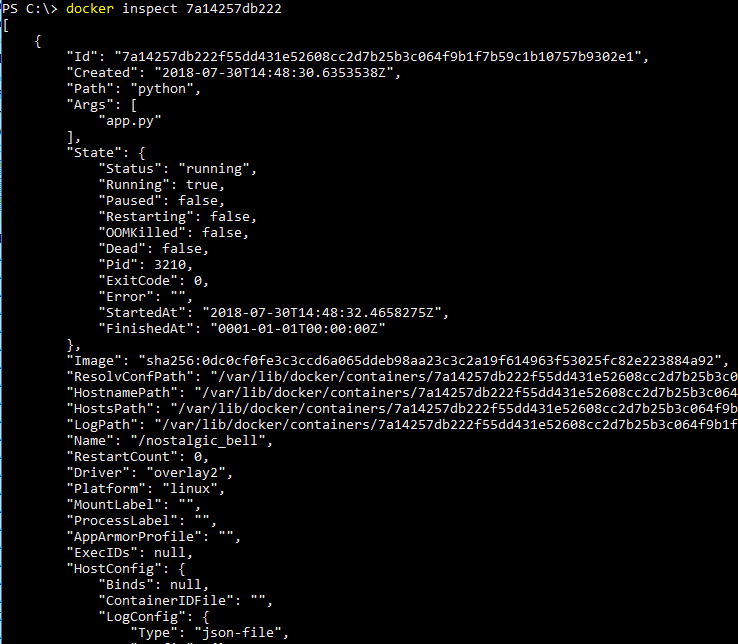 PS C:\> docker inspect 7a14257db222
[
    {
        "Id": "7a14257db222f55dd431e52608cc2d7b25b3c064f9b1f7b59c1b10757b9302e1",
        "Created": "2018-07-30T14:48:30.6353538Z",
        "Path": "python",
        "Args": [
            "app.py"
        ],
        "State": {
            "Status": "running",
            "Running": true,
            "Paused": false,
            "Restarting": false,
            "OOMKilled": false,
            "Dead": false,
            "Pid": 3210,
            "ExitCode": 0,
            "Error": "",
            "StartedAt": "2018-07-30T14:48:32.4658275Z",
            "FinishedAt": "0001-01-01T00:00:00Z"
        },
        "Image": "sha256:0dc0cf0fe3c3ccd6a065ddeb98aa23c3c2a19f614963f53025fc82e223884a92",
        "ResolvConfPath": "/var/lib/docker/containers/7a14257db222f55dd431e52608cc2d7b25b3c0
        "HostnamePath": "/var/lib/docker/containers/7a14257db222f55dd431e52608cc2d7b25b3c064
        "HostsPath": "/var/lib/docker/containers/7a14257db222f55dd431e52608cc2d7b25b3c064f9b
        "LogPath": "/var/lib/docker/containers/7a14257db222f55dd431e52608cc2d7b25b3c064f9b1f
        "Name": "/nostalgic_bell",
        "RestartCount": 0,
        "Driver": "overlay2",
        "Platform": "linux",
        "MountLabel": "",
        "ProcessLabel": "",
        "AppArmorProfile": "",
        "ExecIDs": null,
        "HostConfig": {
            "Binds": null,
            "ContainerIDFile": "",
            "LogConfig": {
                "Type": "json-file",